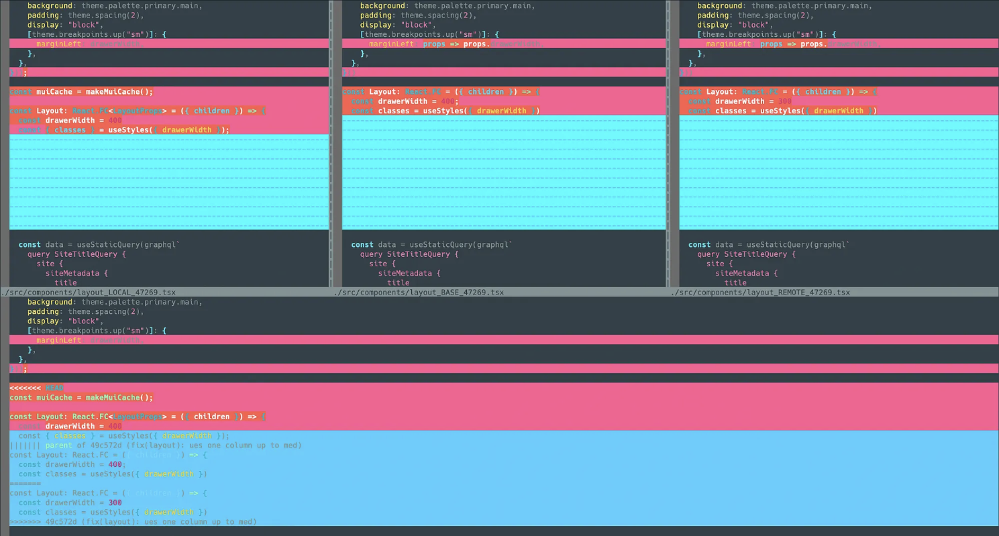 background: theme.palette.primary.main,
padding: theme.spacing(2),
display: "block",
[theme.breakpoints.up("sm")]: {
marginLeft: drawerWidth,
},
},
});
const muiCache = makeMuiCache();
const Layout: React.FC<LayoutProps> = ({ children }) => {
const drawerWidth = 400
const { classes } = useStyles({ drawerWidth });
const data = useStaticQuery(graphql`
query SiteTitleQuery {
site {
siteMetadata {
title
./src/components/layout_LOCAL_47269.tsx
background: theme.palette.primary.main,
padding: theme.spacing(2),
display: "block",
[theme.breakpoints.up("sm")]: {
marginLeft: props => props.drawerWidth,
},
},
}))
const Layout: React.FC = ({ children }) => {
const drawerWidth = 400;
const classes = useStyles({ drawerWidth })
const data = useStaticQuery(graphql`
query SiteTitleQuery {
site {
siteMetadata {
title
./src/components/layout_BASE_47269.tsx
background: theme.palette.primary.main,
padding: theme.spacing(2),
display: "block",
[theme.breakpoints.up("sm")]: {
marginLeft: props => props.drawerWidth,
},
},
}))
const Layout: React.FC = ({ children }) => {
const drawerWidth = 300
const classes = useStyles({ drawerWidth })
const data = useStaticQuery(graphql`
query SiteTitleQuery {
site {
siteMetadata {
title
./src/components/layout_REMOTE_47269.tsx
background: theme.palette.primary.main,
padding: theme.spacing(2),
display: "block",
[theme.breakpoints.up("sm")]: {
marginLeft: drawerWidth,
},
},
});
<<<<<<< HEAD
const muiCache = makeMuiCache();
const Layout: React.FC<LayoutProps> = ({ children }) => {
const drawerWidth = 400
const { classes } = useStyles({ drawerWidth });
||||||| parent of 49c572d (fix(layout): ues one column up to med)
const Layout: React.FC = ({ children }) => {
const drawerWidth = 400;
const classes = useStyles({ drawerWidth })
=======
const Layout: React.FC = ({ children }) => {
const drawerWidth = 300
const classes = useStyles({ drawerWidth })
>>>>>>> 49c572d (fix(layout): ues one column up to med)